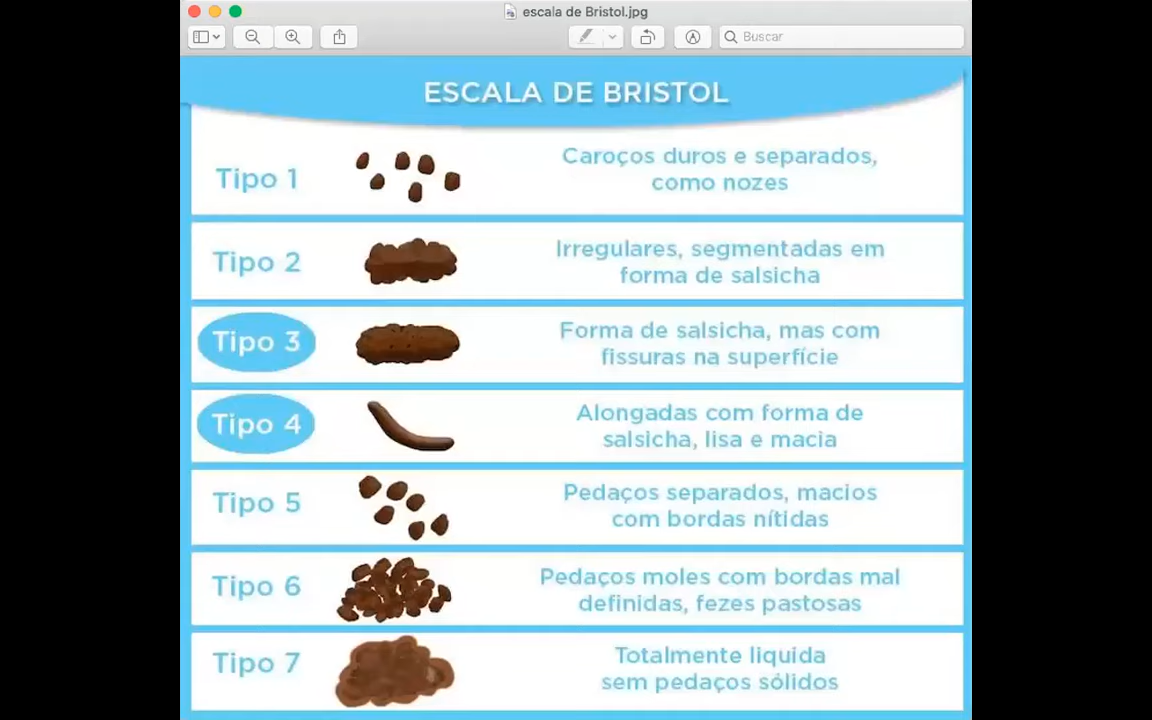 escala de Bristol.jpg
Buscar
ESCALA DE BRISTOL
Tipo 1
Caroços duros e separados,
como nozes
Tipo 2
Irregulares, segmentadas em
forma de salsicha
Tipo 3
Forma de salsicha, mas com
fissuras na superfície
Tipo 4
Alongadas com forma de
salsicha, lisa e macia
Tipo 5
Pedaços separados, macios
com bordas nítidas
Tipo 6
Pedaços moles com bordas mal
definidas, fezes pastosas
Tipo 7
Totalmente liquida
sem pedaços sólidos